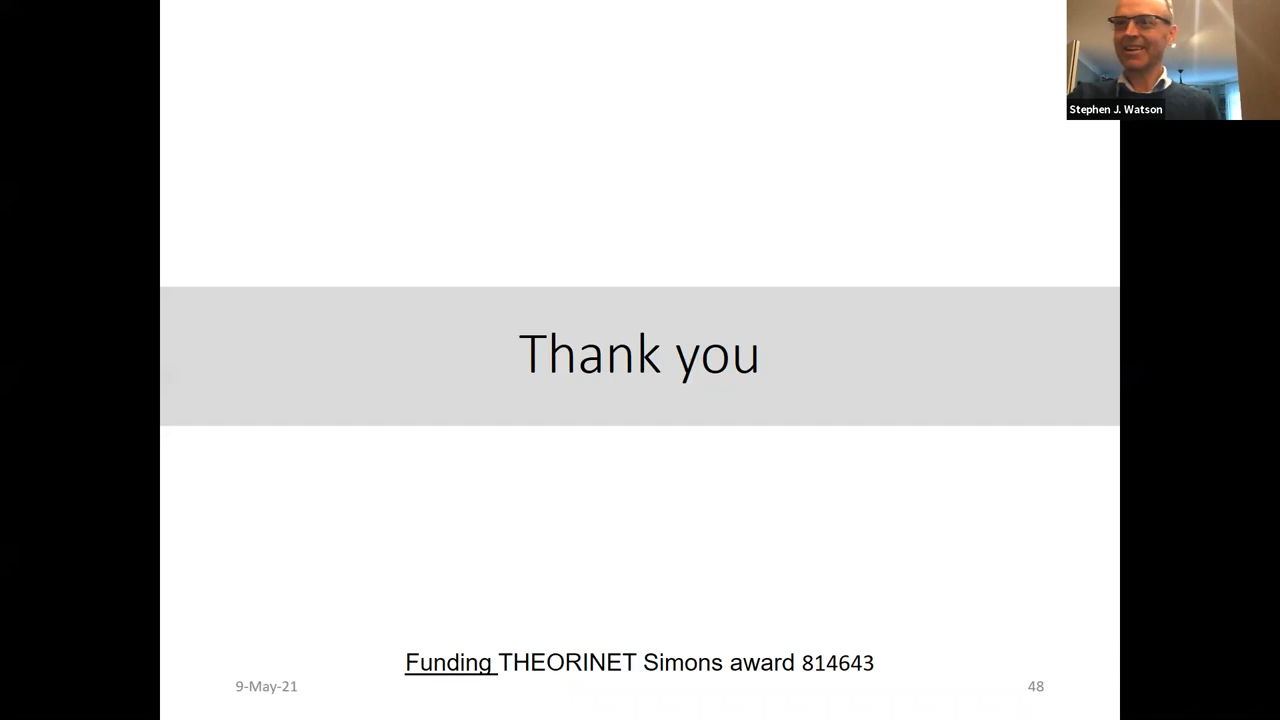 Stephen J. Watson
Thank you
Funding THEORINET Simons award 814643
9-May-21
48